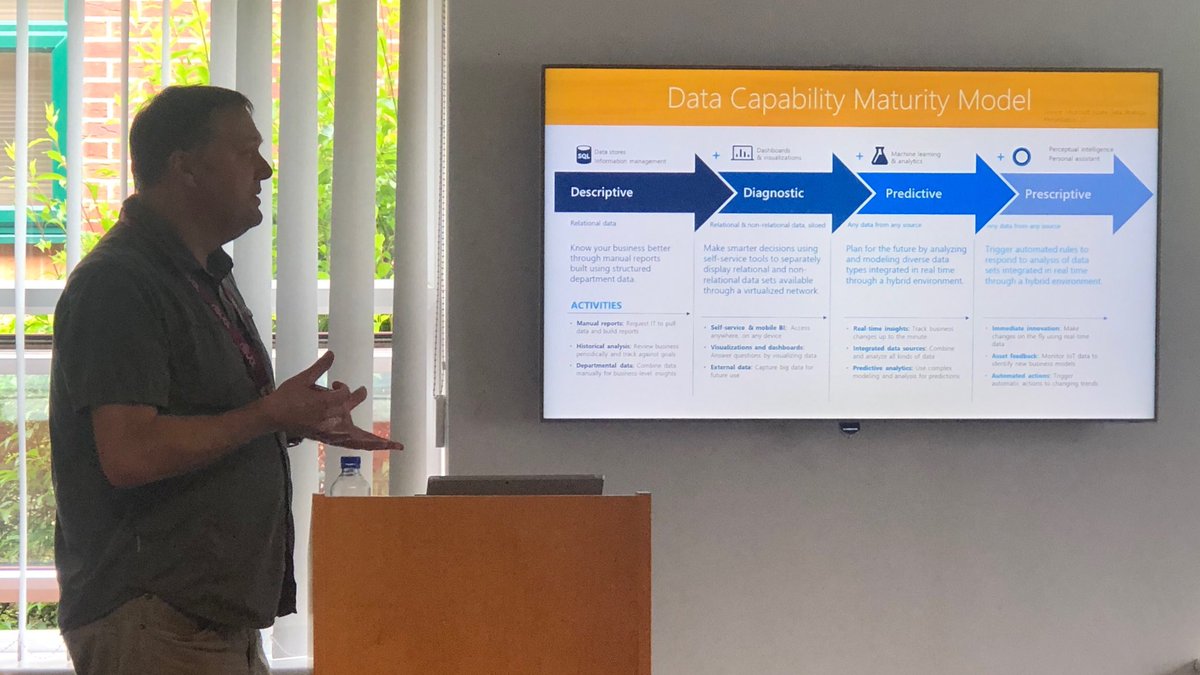 Data Capability Maturity Model
SQL
Data stores
Information management
+
Dashboards
& visualizations
+
Machine learning
& analytics
+
Perceptual intelligence
Personal assistant
Descriptive
Diagnostic
Predictive
Prescriptive
Relational data
Know your business better
through manual reports
built using structured
department data.
ACTIVITIES
• Manual reports: Request IT to pull
data and build reports
• Historical analysis: Review business
periodically and track against goals
• Departmental data: Combine data
manually for business-level insights
Relational & non-relational data, siloed
Make smarter decisions using
self-service tools to separately
display relational and non-
relational data sets available
through a virtualized network.
• Self-service & mobile BI: Access
anywhere, on any device
• Visualizations and dashboards:
Answer questions by visualizing data
• External data: Capture big data for
future use
Any data from any source
Plan for the future by analyzing
and modeling diverse data
types integrated in real time
through a hybrid environment.
• Real time insights: Track business
changes up to the minute
• Integrated data sources: Combine
and analyze all kinds of data
• Predictive analytics: Use complex
modeling and analysis for predictions
Any data from any source
Trigger automated rules to
respond to analysis of data
sets integrated in real time
through a hybrid environment.
• Immediate innovation: Make
changes on the fly using real-time
data
• Asset feedback: Monitor IoT data to
identify new business models
• Automated actions: Trigger
automatic actions to changing trends